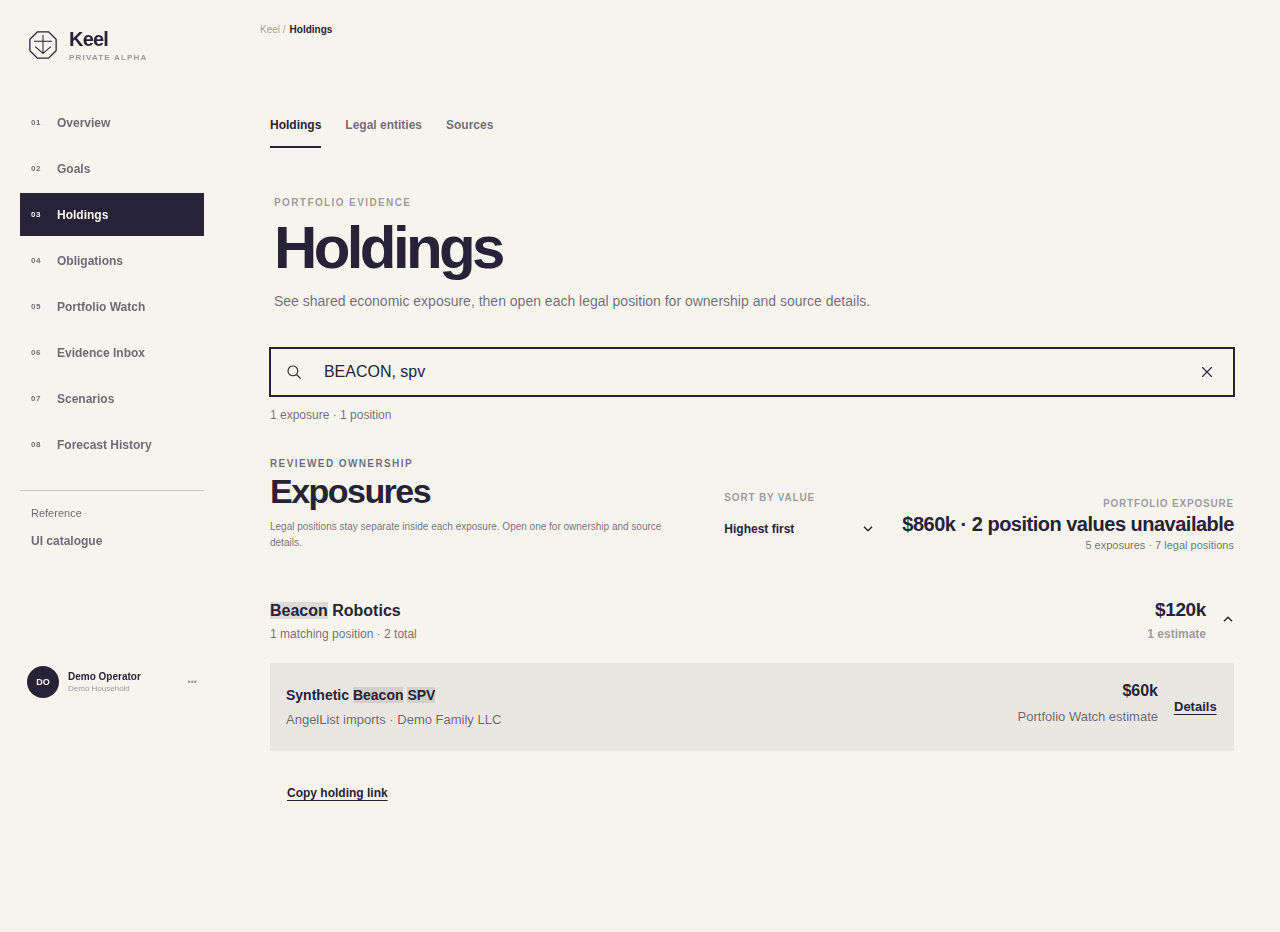 Keel
PRIVATE ALPHA
01 Overview
02 Goals
03 Holdings
04 Obligations
05 Portfolio Watch
06 Evidence Inbox
07 Scenarios
08 Forecast History
Reference
UI catalogue
DO
Demo Operator
Demo Household
Keel / Holdings
Holdings Legal entities Sources
PORTFOLIO EVIDENCE
Holdings
See shared economic exposure, then open each legal position for ownership and source details.
BEACON, spv
1 exposure · 1 position
REVIEWED OWNERSHIP
Exposures
Legal positions stay separate inside each exposure. Open one for ownership and source
details.
SORT BY VALUE
Highest first
PORTFOLIO EXPOSURE
$860k · 2 position values unavailable
5 exposures · 7 legal positions
Beacon Robotics
1 matching position · 2 total
$120k
1 estimate
Synthetic Beacon SPV
AngelList imports · Demo Family LLC
$60k
Portfolio Watch estimate
Details
Copy holding link